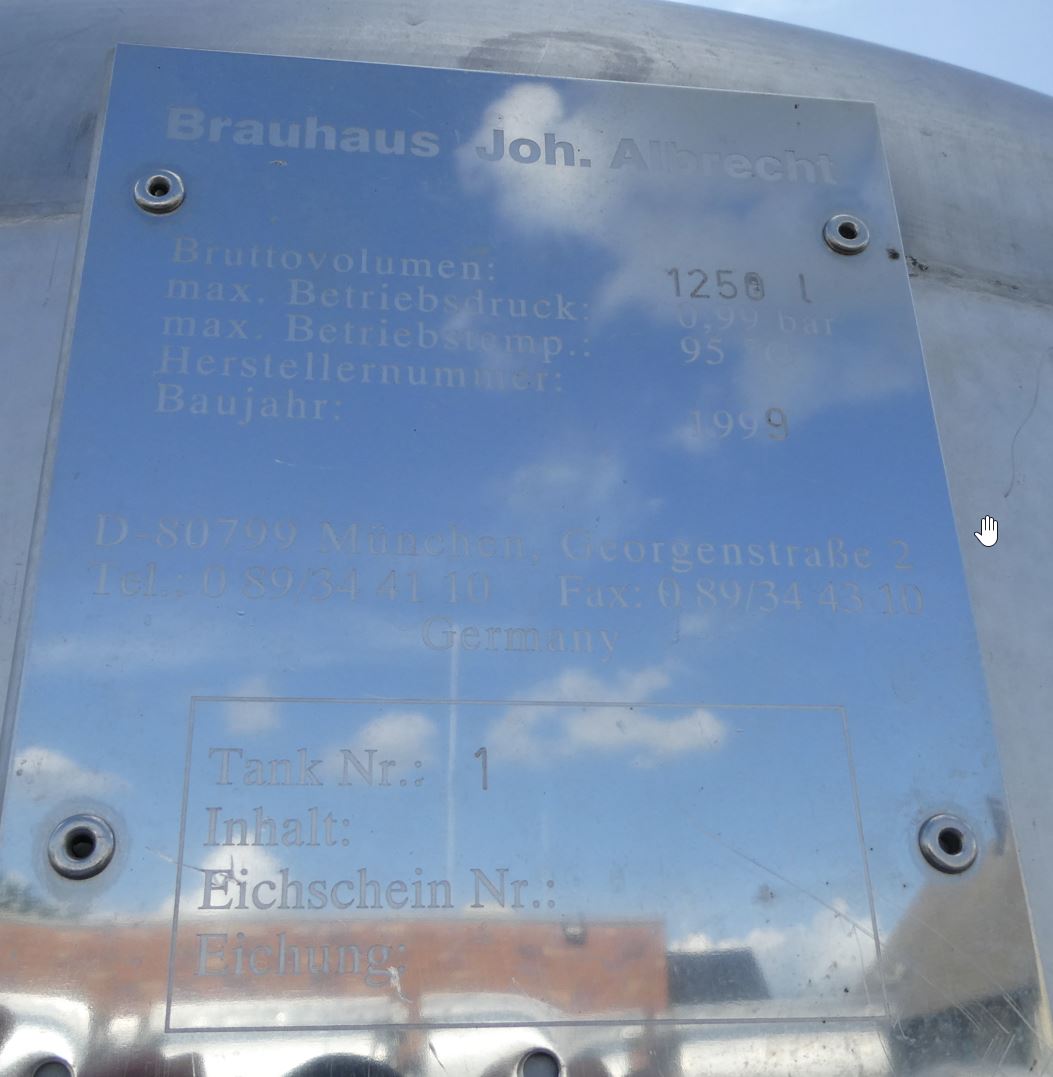 Brauhaus Joh. Albrecht
Bruttovolumen: 1250 l
max. Betriebsdruck: 0,99 bar
max. Betriebstemp.: 95 °C
Herstellernummer:
Baujahr: 1999
D-80799 München, Georgenstraße 2
Tel.: 0 89/34 41 10 Fax: 0 89/34 43 10
Germany
Tank Nr.: 1
Inhalt:
Eichschein Nr.:
Eichung: